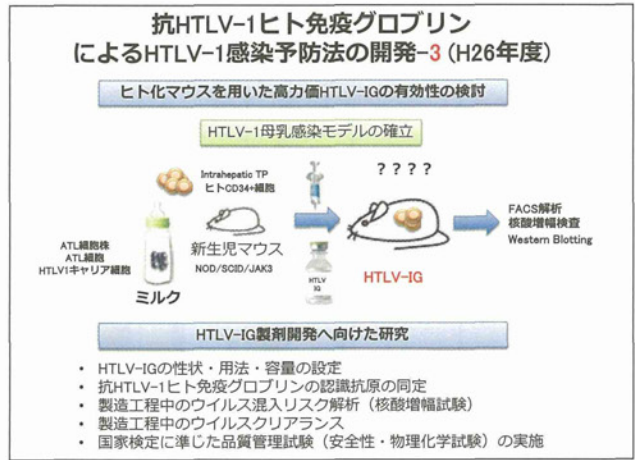 抗HTLV-1ヒト免疫グロブリン
によるHTLV-1感染予防法の開発-3 (H26年度)
ヒト化マウスを用いた高力価HTLV-IGの有効性の検討
HTLV-1母乳感染モデルの確立
Intrahepatic TP
ヒトCD34+細胞
????
ATL細胞株
ATL細胞
HTLV1キャリア細胞
ミルク
新生児マウス
NOD/SCID/JAK3
HTLV
IG
HTLV-IG
FACS解析
核酸増幅検査
Western Blotting
HTLV-IG製剤開発へ向けた研究
・ HTLV-IGの性状・用法・容量の設定
・ 抗HTLV-1ヒト免疫グロブリンの認識抗原の同定
・ 製造工程中のウイルス混入リスク解析（核酸増幅試験）
・ 製造工程中のウイルスクリアランス
・ 国家検定に準じた品質管理試験（安全性・物理化学試験）の実施